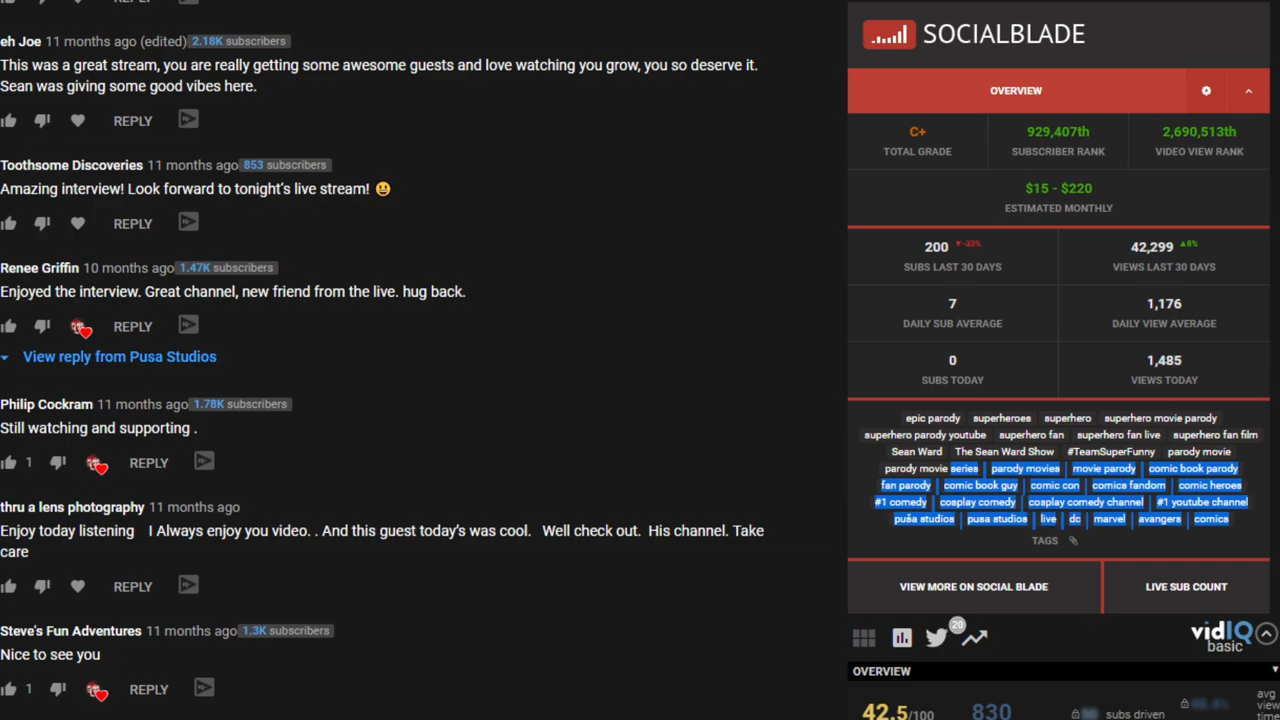 REPLY
eh Joe 11 months ago (edited) 2.18K subscribers
This was a great stream, you are really getting some awesome guests and love watching you grow, you so deserve it.
Sean was giving some good vibes here.
REPLY
Toothsome Discoveries 11 months ago 853 subscribers
Amazing interview! Look forward to tonight's live stream! 😃
REPLY
Renee Griffin 10 months ago 1.47K subscribers
Enjoyed the interview. Great channel, new friend from the live. hug back.
REPLY
View reply from Pusa Studios
Philip Cockram 11 months ago 1.78K subscribers
Still watching and supporting .
1 REPLY
thru a lens photography 11 months ago
Enjoy today listening I Always enjoy you video. . And this guest today's was cool. Well check out. His channel. Take
care
REPLY
Steve's Fun Adventures 11 months ago 1.3K subscribers
Nice to see you
1 REPLY
SOCIALBLADE
OVERVIEW
C+ 929,407th 2,690,513th
TOTAL GRADE SUBSCRIBER RANK VIDEO VIEW RANK
$15 - $220
ESTIMATED MONTHLY
200 ▼-33% 42,299 ▲8%
SUBS LAST 30 DAYS VIEWS LAST 30 DAYS
7 1,176
DAILY SUB AVERAGE DAILY VIEW AVERAGE
0 1,485
SUBS TODAY VIEWS TODAY
epic parody superheroes superhero superhero movie parody
superhero parody youtube superhero fan superhero fan live superhero fan film
Sean Ward The Sean Ward Show #TeamSuperFunny parody movie
parody movie series parody movies movie parody comic book parody
fan parody comic book guy comic con comics fandom comic heroes
#1 comedy cosplay comedy cosplay comedy channel #1 youtube channel
puša studios pusa studios live dc marvel avangers comics
TAGS
VIEW MORE ON SOCIAL BLADE LIVE SUB COUNT
20 vidIQ
basic
OVERVIEW
42.5/100 830 subs driven avg
view
time